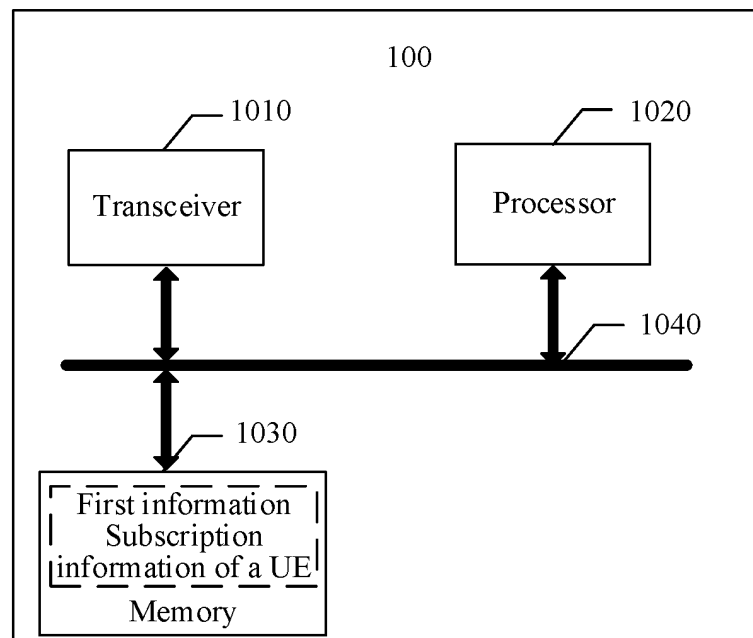 100
1010
1020
Transceiver
Processor
1040
1030
First information
Subscription
information of a UE
Memory